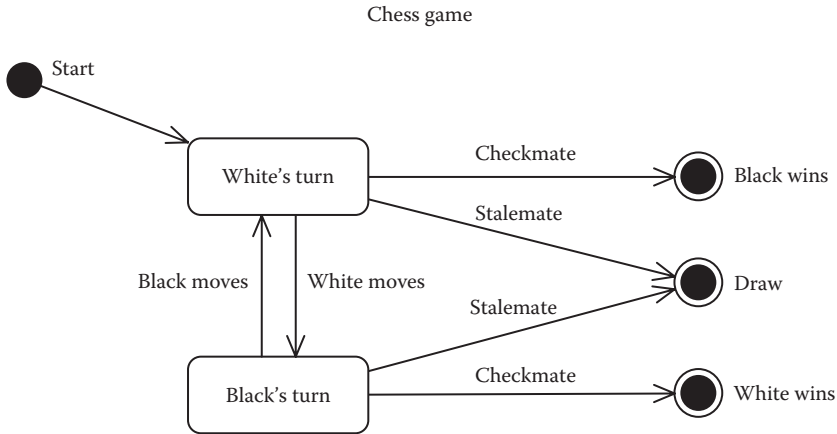 Chess game
Start
White's turn
Checkmate
Black wins
Stalemate
Black moves
White moves
Draw
Stalemate
Black's turn
Checkmate
White wins